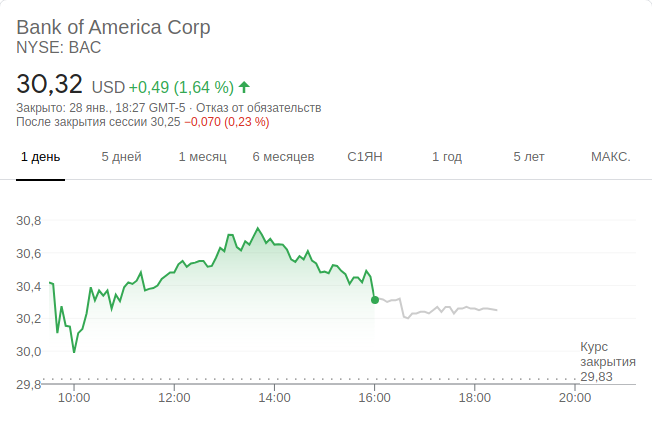 Bank of America Corp
NYSE: BAC
30,32 USD +0,49 (1,64 %)
Закрыто: 28 янв., 18:27 GMT-5 · Отказ от обязательств
После закрытия сессии 30,25 −0,070 (0,23 %)
1 день 5 дней 1 месяц 6 месяцев С1ЯН 1 год 5 лет МАКС.
30,8
30,6
30,4
30,2
30,0
29,8
Курс
закрытия
29,83
10:00 12:00 14:00 16:00 18:00 20:00